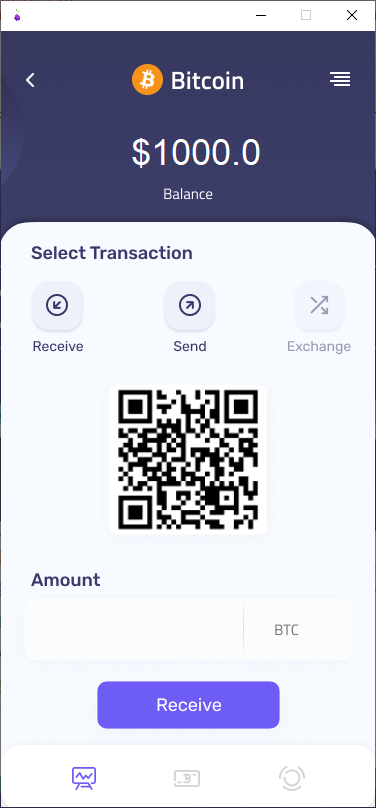 Bitcoin
$1000.0
Balance
Select Transaction
Receive
Send
Exchange
Amount
BTC
Receive